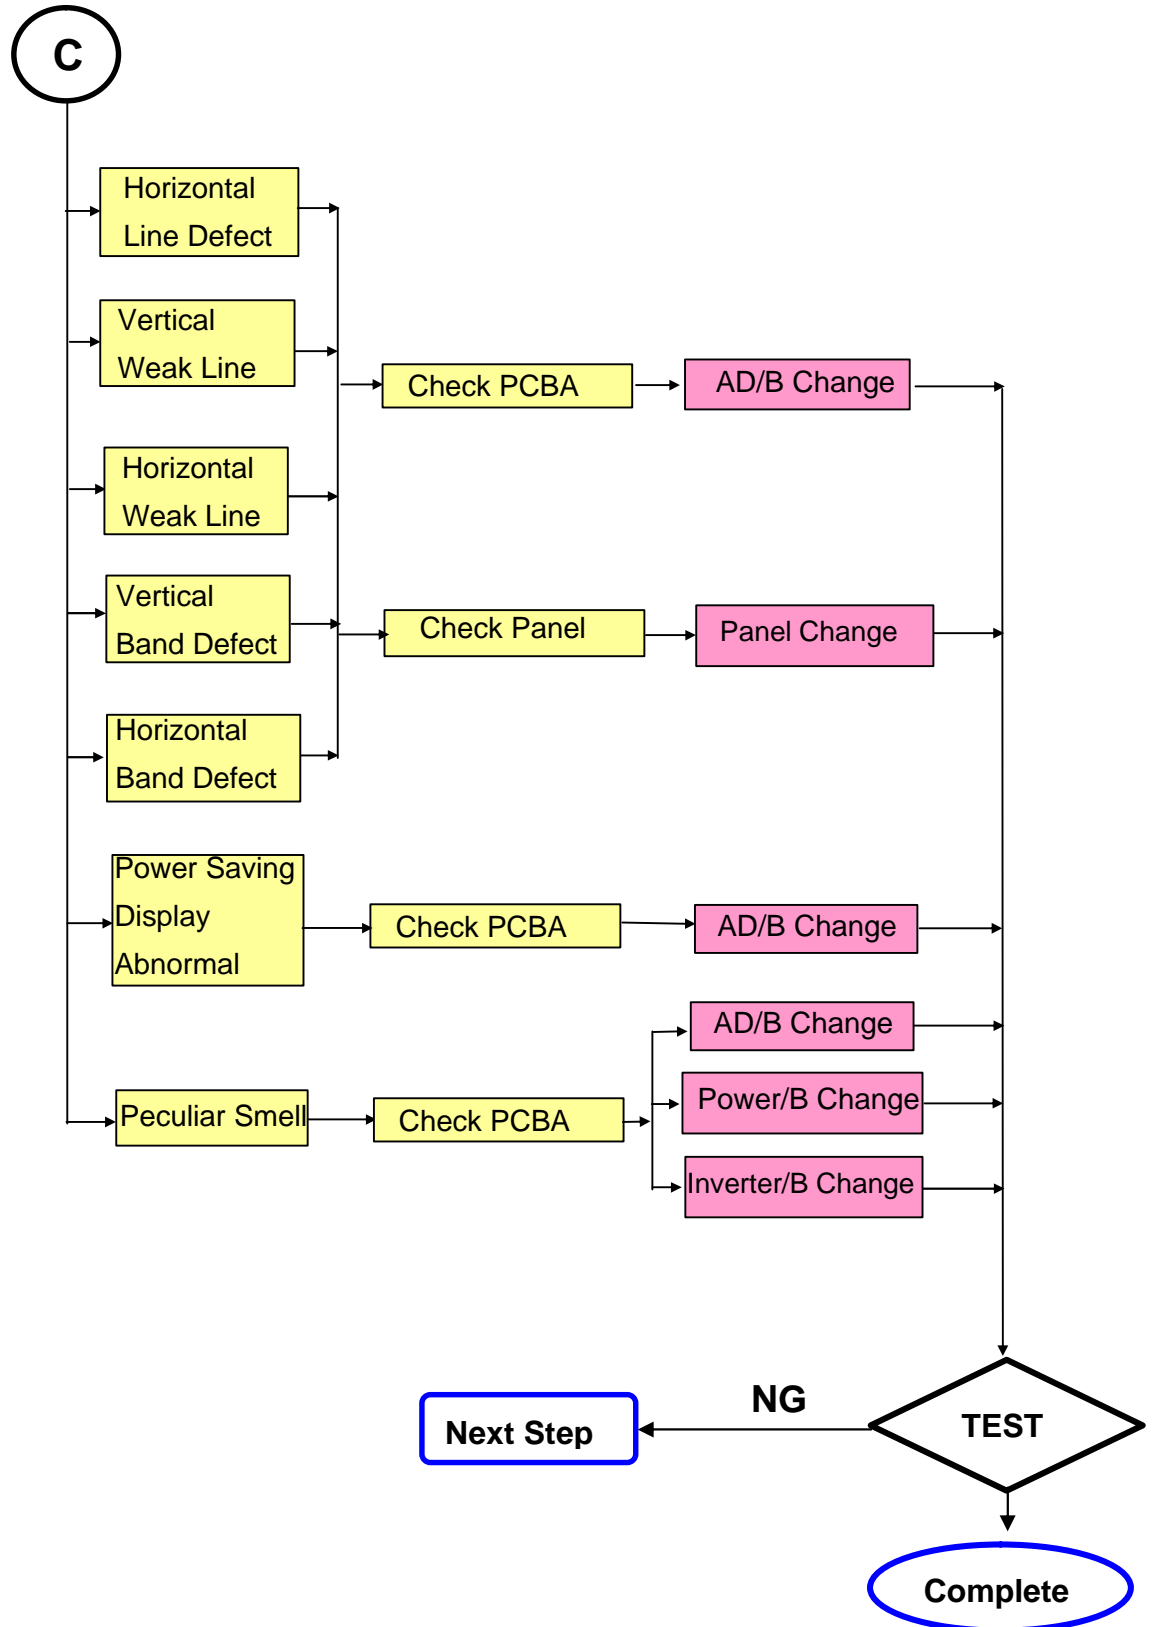 C
Horizontal
Line Defect
Vertical
Weak Line
Check PCBA
AD/B Change
Horizontal
Weak Line
Vertical
Band Defect
Check Panel
Panel Change
Horizontal
Band Defect
Power Saving
Display
Abnormal
Check PCBA
AD/B Change
AD/B Change
Peculiar Smell
Check PCBA
Power/B Change
Inverter/B Change
NG
Next Step
TEST
Complete